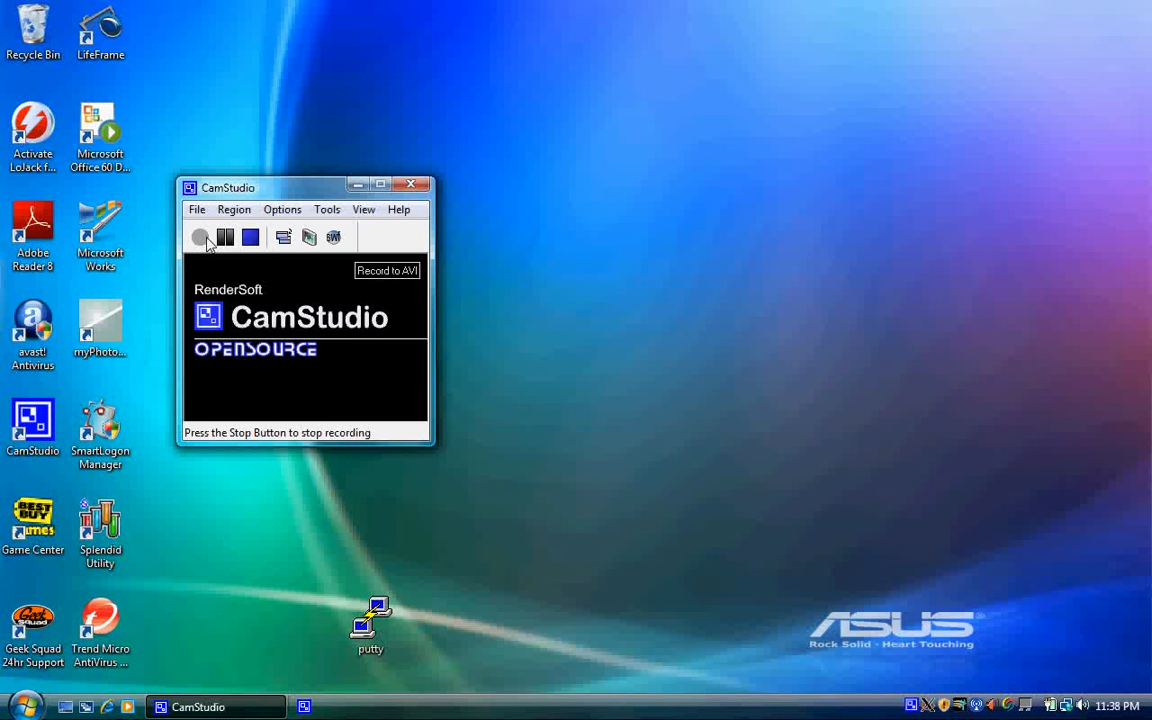 Recycle Bin
LifeFrame
Activate
LoJack f...
Microsoft
Office 60 D...
Adobe
Reader 8
Microsoft
Works
avast!
Antivirus
myPhoto...
CamStudio
SmartLogon
Manager
BEST
BUY
Game Center
Splendid
Utility
Geek Squad
24hr Support
Trend Micro
AntiVirus ...
CamStudio
File Region Options Tools View Help
Record to AVI
RenderSoft
CamStudio
OPENSOURCE
Press the Stop Button to stop recording
putty
ASUS
Rock Solid · Heart Touching
CamStudio
11:38 PM